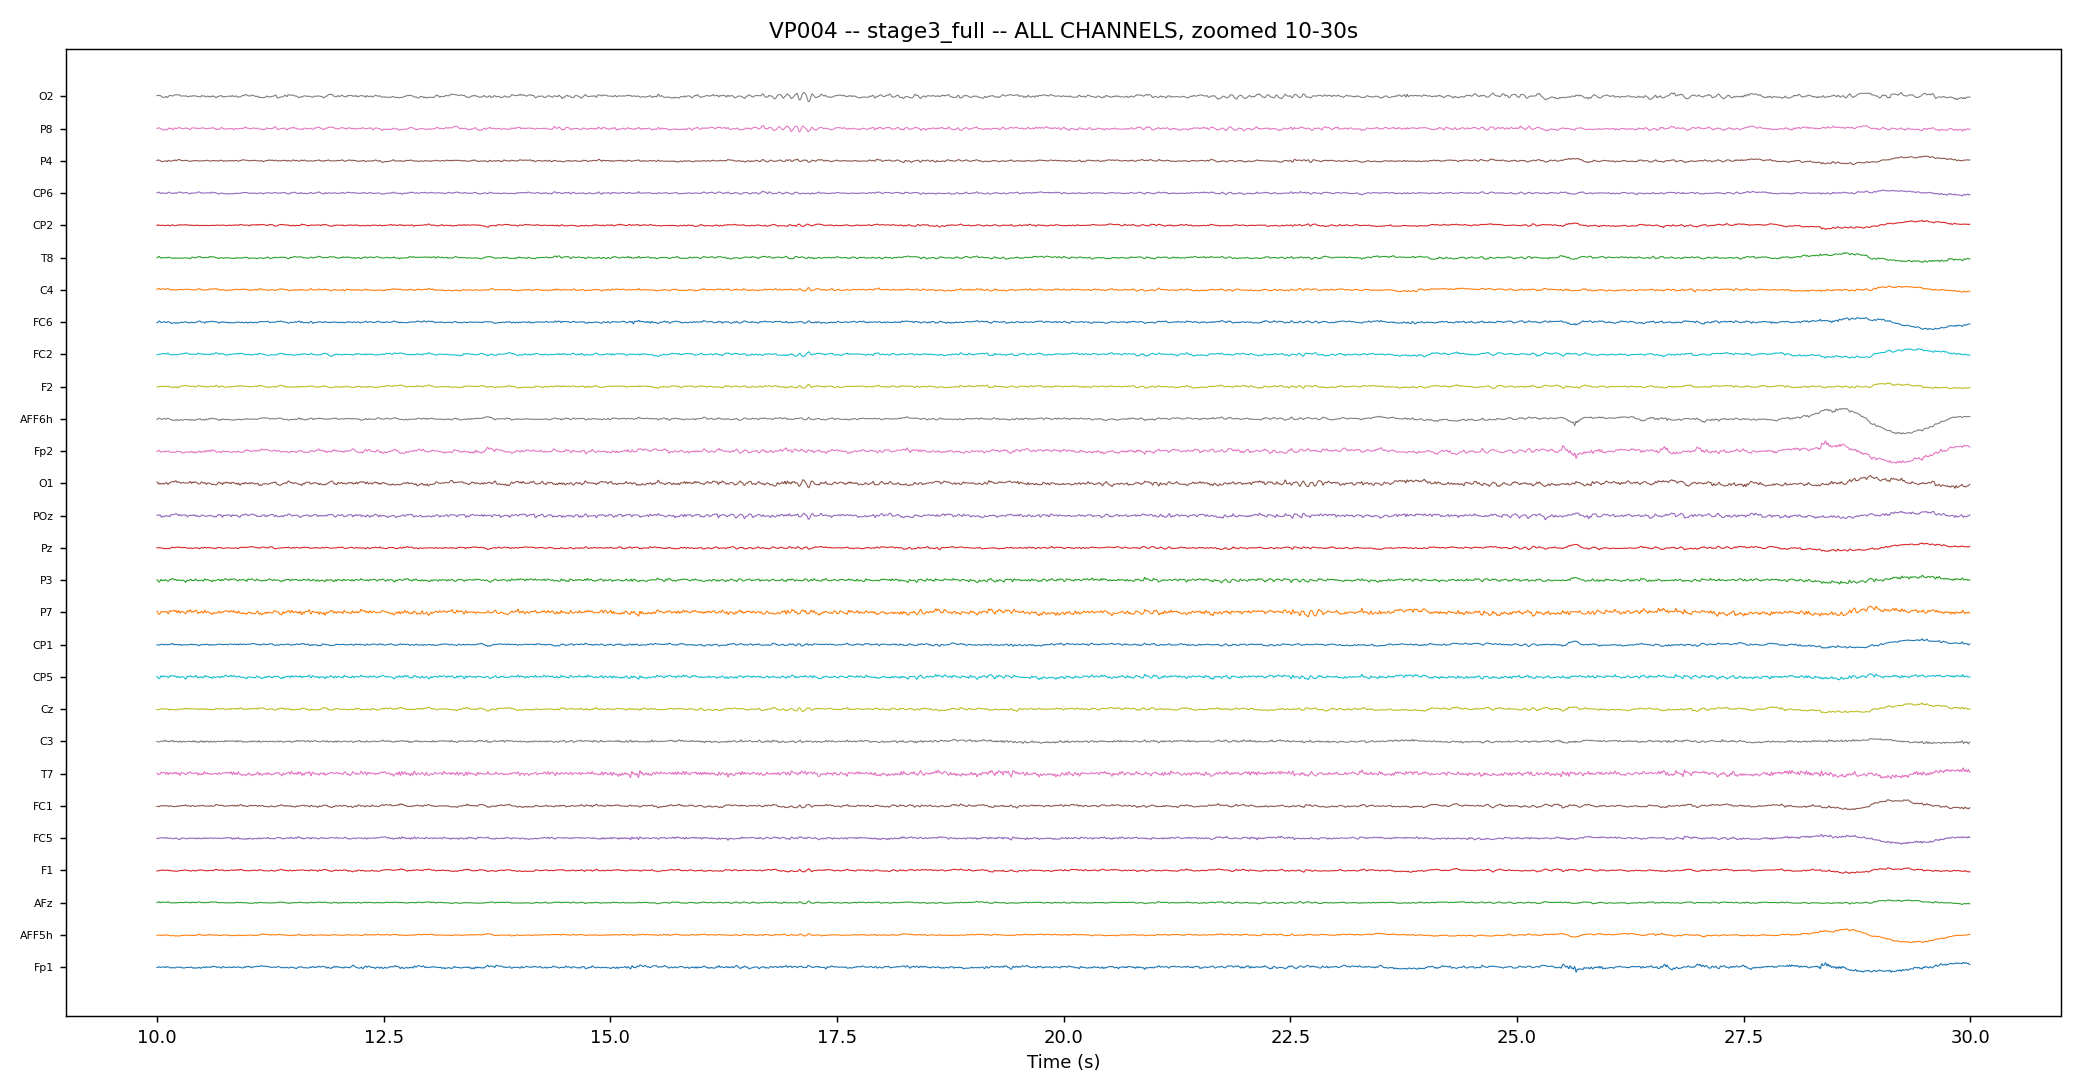 VP004 -- stage3_full -- ALL CHANNELS, zoomed 10-30s
O2
P8
P4
CP6
CP2
T8
C4
FC6
FC2
F2
AFF6h
Fp2
O1
POz
Pz
P3
P7
CP1
CP5
Cz
C3
T7
FC1
FC5
F1
AFz
AFF5h
Fp1
10.0 12.5 15.0 17.5 20.0 22.5 25.0 27.5 30.0
Time (s)